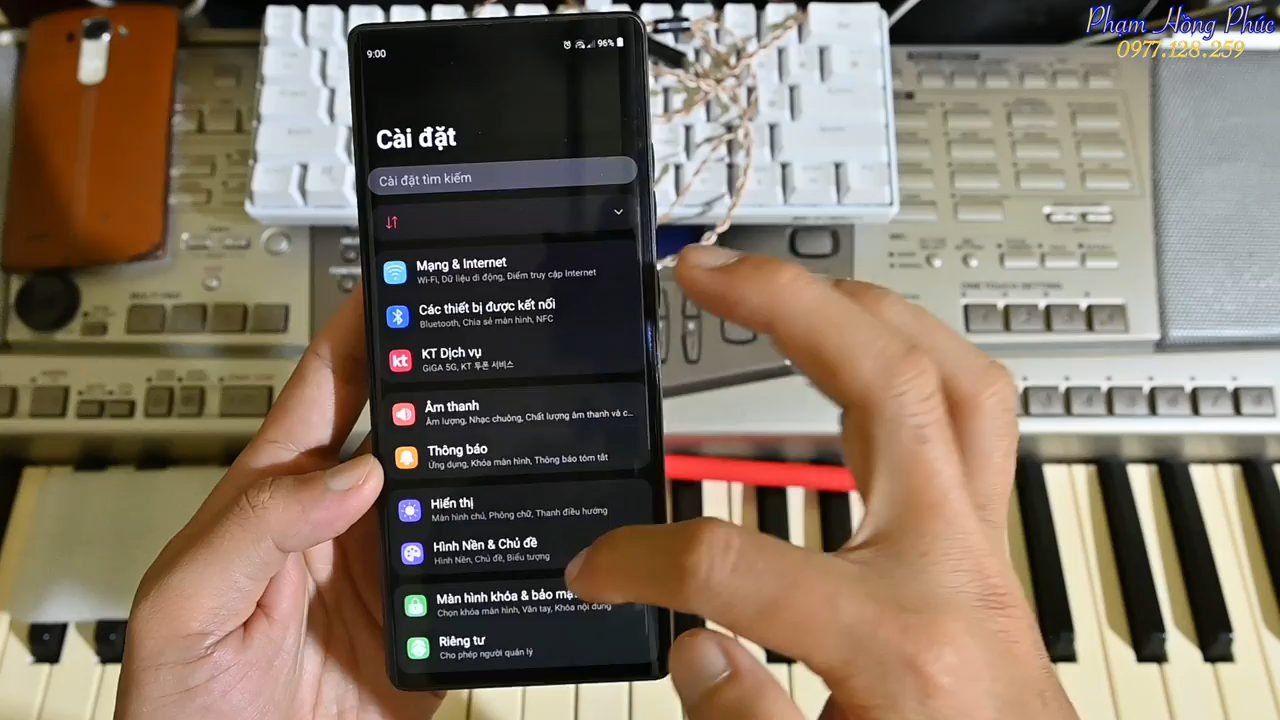 Phạm Hồng Phúc
0977.128.259
9:00
96%
Cài đặt
Cài đặt tìm kiếm
Mạng & Internet
Wi-Fi, Dữ liệu di động, Điểm truy cập Internet
Các thiết bị được kết nối
Bluetooth, Chia sẻ màn hình, NFC
kt
KT Dịch vụ
GiGA 5G, KT 투폰 서비스
Âm thanh
Âm lượng, Nhạc chuông, Chất lượng âm thanh và c...
Thông báo
Ứng dụng, Khóa màn hình, Thông báo tóm tắt
Hiển thị
Màn hình chủ, Phông chữ, Thanh điều hướng
Hình Nền & Chủ đề
Hình Nền, Chủ đề, Biểu tượng
Màn hình khóa & bảo mật
Chọn khóa màn hình, Vân tay, Khóa nội dung
Riêng tư
Cho phép người quản lý
ONE TOUCH SETTING